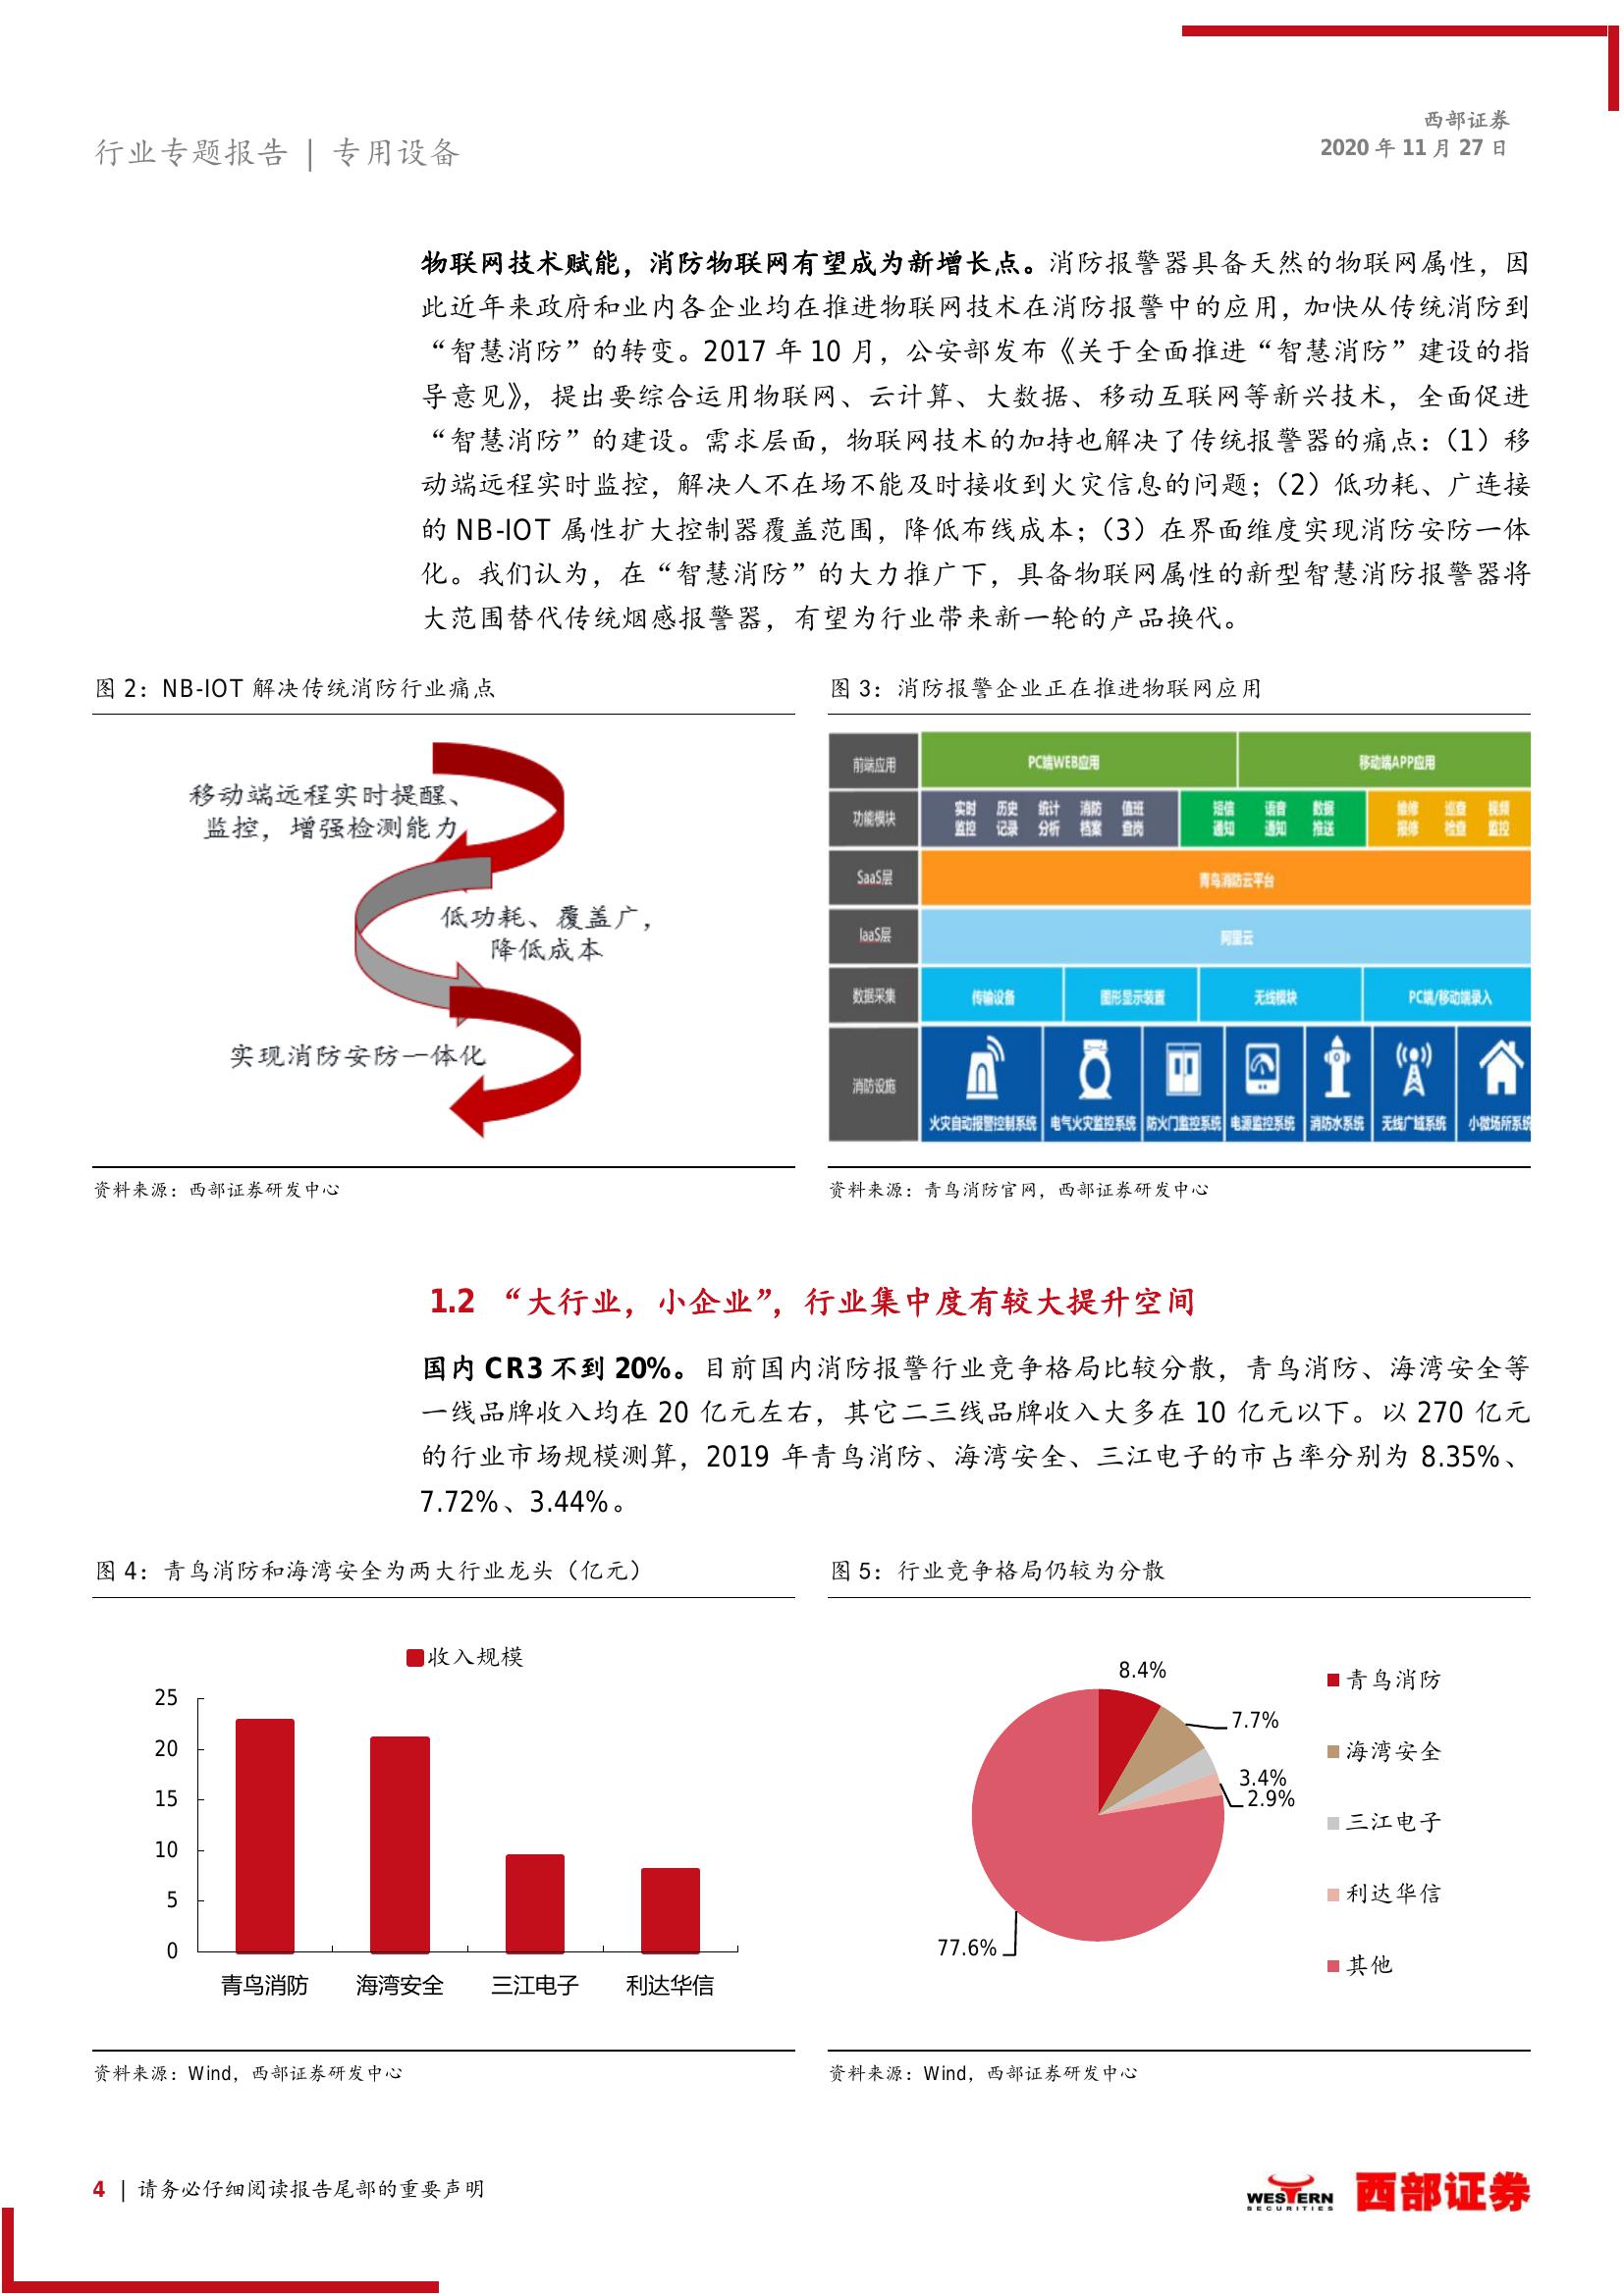 西部证券
行业专题报告 | 专用设备
2020 年 11 月 27 日
物联网技术赋能，消防物联网有望成为新增长点。消防报警器具备天然的物联网属性，因
此近年来政府和业内各企业均在推进物联网技术在消防报警中的应用，加快从传统消防到
“智慧消防”的转变。2017 年 10 月，公安部发布《关于全面推进“智慧消防”建设的指
导意见》，提出要综合运用物联网、云计算、大数据、移动互联网等新兴技术，全面促进
“智慧消防”的建设。需求层面，物联网技术的加持也解决了传统报警器的痛点：（1）移
动端远程实时监控，解决人不在场不能及时接收到火灾信息的问题；（2）低功耗、广连接
的 NB-IOT 属性扩大控制器覆盖范围，降低布线成本；（3）在界面维度实现消防安防一体
化。我们认为，在“智慧消防”的大力推广下，具备物联网属性的新型智慧消防报警器将
大范围替代传统烟感报警器，有望为行业带来新一轮的产品换代。
图 2：NB-IOT 解决传统消防行业痛点
移动端远程实时提醒、
监控，增强检测能力
低功耗、覆盖广，
降低成本
实现消防安防一体化
资料来源：西部证券研发中心
图 3：消防报警企业正在推进物联网应用
前端应用 PC端WEB应用 移动端APP应用
功能模块
实时 历史 统计 消防 值班 短信 语音 数据 维修 巡查 视频
监控 记录 分析 档案 查岗 通知 通知 推送 报修 检查 监控
SaaS层 青鸟消防云平台
IaaS层 阿里云
数据采集 传输设备 图形显示装置 无线模块 PC端/移动端录入
消防设施
火灾自动报警控制系统 电气火灾监控系统 防火门监控系统 电源监控系统 消防水系统 无线广域系统 小微场所系统
资料来源：青鸟消防官网，西部证券研发中心
1.2 “大行业，小企业”，行业集中度有较大提升空间
国内 CR3 不到 20%。目前国内消防报警行业竞争格局比较分散，青鸟消防、海湾安全等
一线品牌收入均在 20 亿元左右，其它二三线品牌收入大多在 10 亿元以下。以 270 亿元
的行业市场规模测算，2019 年青鸟消防、海湾安全、三江电子的市占率分别为 8.35%、
7.72%、3.44%。
图 4：青鸟消防和海湾安全为两大行业龙头（亿元）
收入规模
25
20
15
10
5
0
青鸟消防 海湾安全 三江电子 利达华信
资料来源：Wind，西部证券研发中心
图 5：行业竞争格局仍较为分散
8.4%
7.7%
3.4%
2.9%
77.6%
青鸟消防
海湾安全
三江电子
利达华信
其他
资料来源：Wind，西部证券研发中心
4 | 请务必仔细阅读报告尾部的重要声明
WESTERN
SECURITIES
西部证券